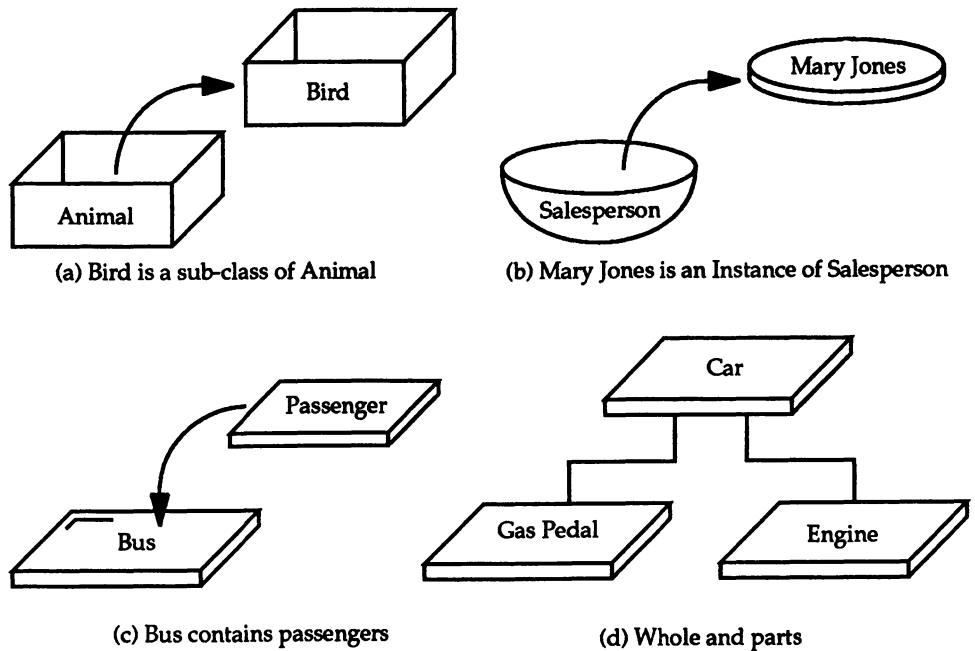 Bird
Animal
(a) Bird is a sub-class of Animal
Mary Jones
Salesperson
(b) Mary Jones is an Instance of Salesperson
Passenger
Bus
(c) Bus contains passengers
Car
Gas Pedal
Engine
(d) Whole and parts